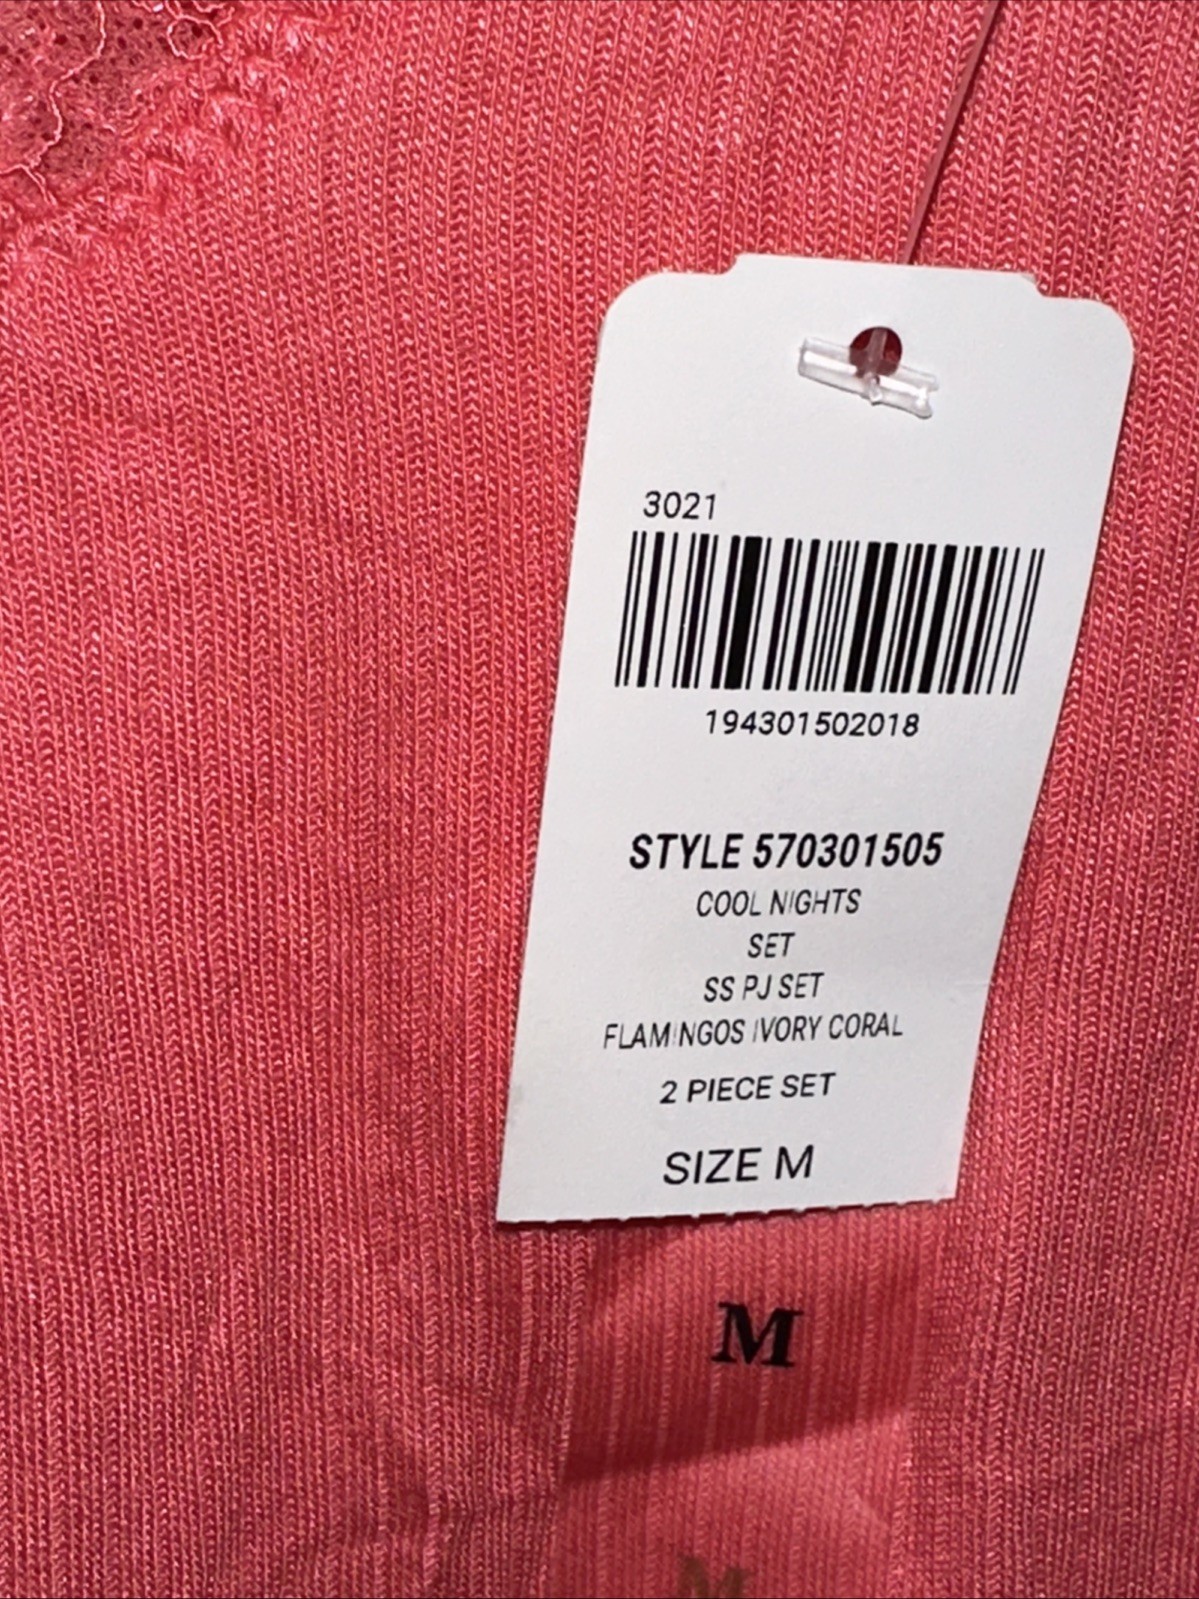 3021
194301502018
STYLE 570301505
COOL NIGHTS
SET
SS PJ SET
FLAMINGOS IVORY CORAL
2 PIECE SET
SIZE M
M
M